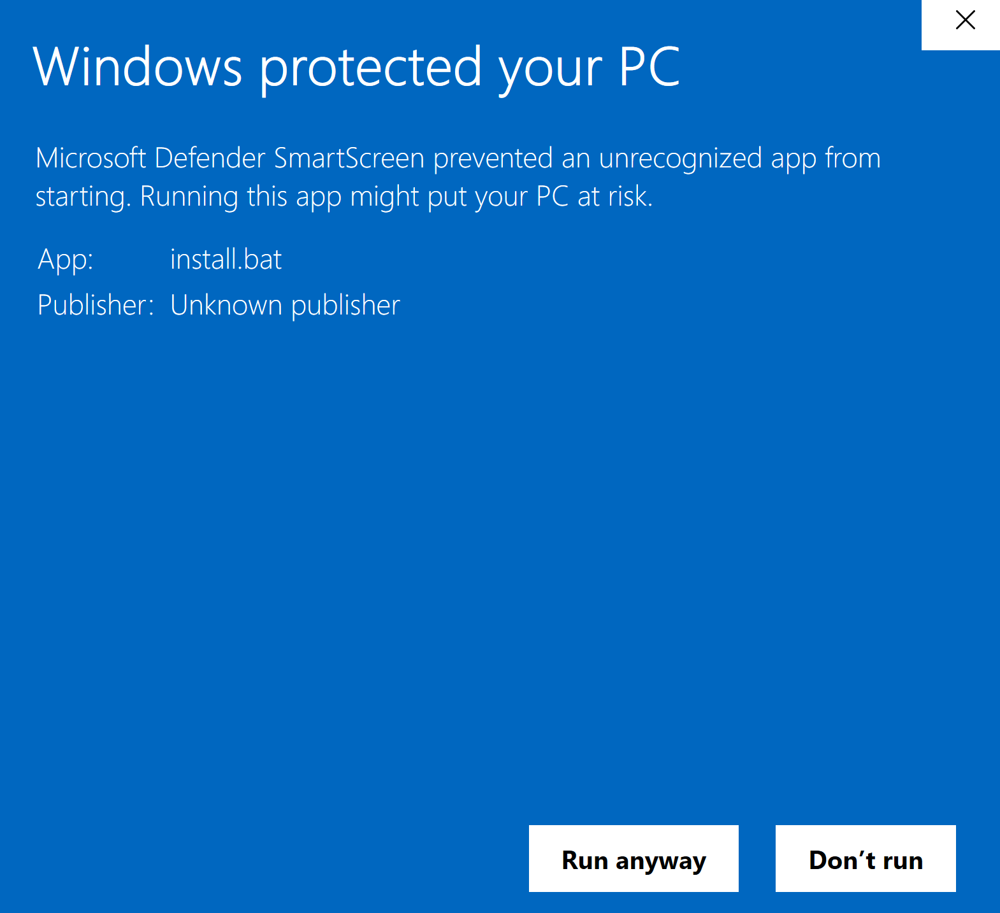 Windows protected your PC
Microsoft Defender SmartScreen prevented an unrecognized app from
starting. Running this app might put your PC at risk.
App: install.bat
Publisher: Unknown publisher
Run anyway Don’t run